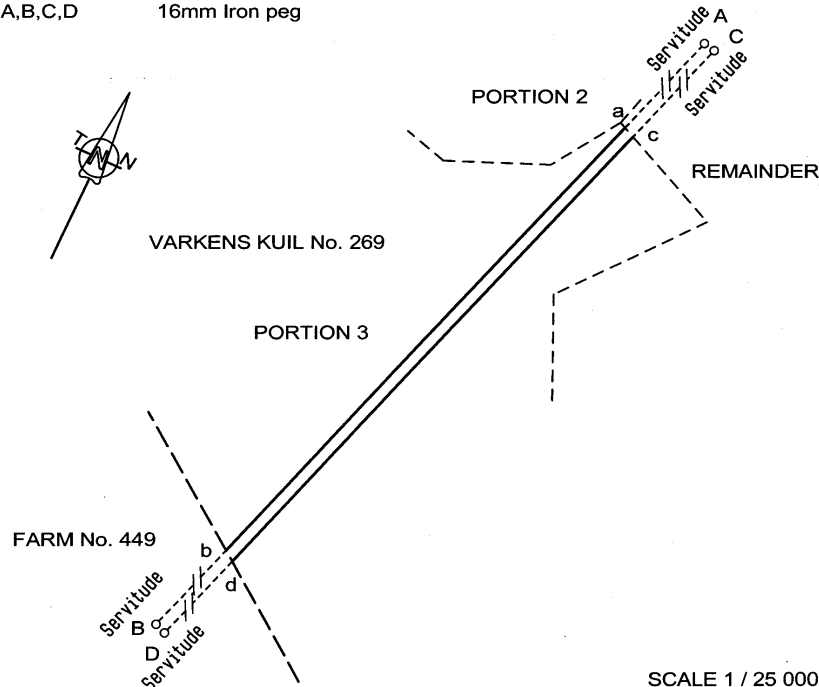 A,B,C,D 16mm Iron peg
A
Servitude
C
Servitude
PORTION 2
a
c
REMAINDER
T N N
VARKENS KUIL No. 269
PORTION 3
FARM No. 449
b
d
Servitude
B
D
Servitude
SCALE 1 / 25 000